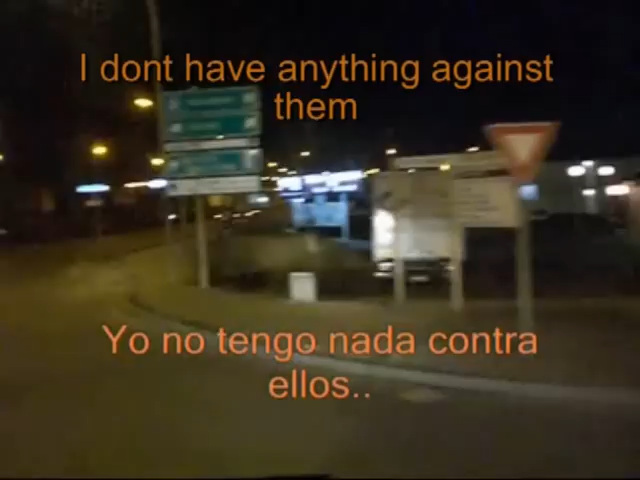 I dont have anything against
them
Yo no tengo nada contra
ellos..